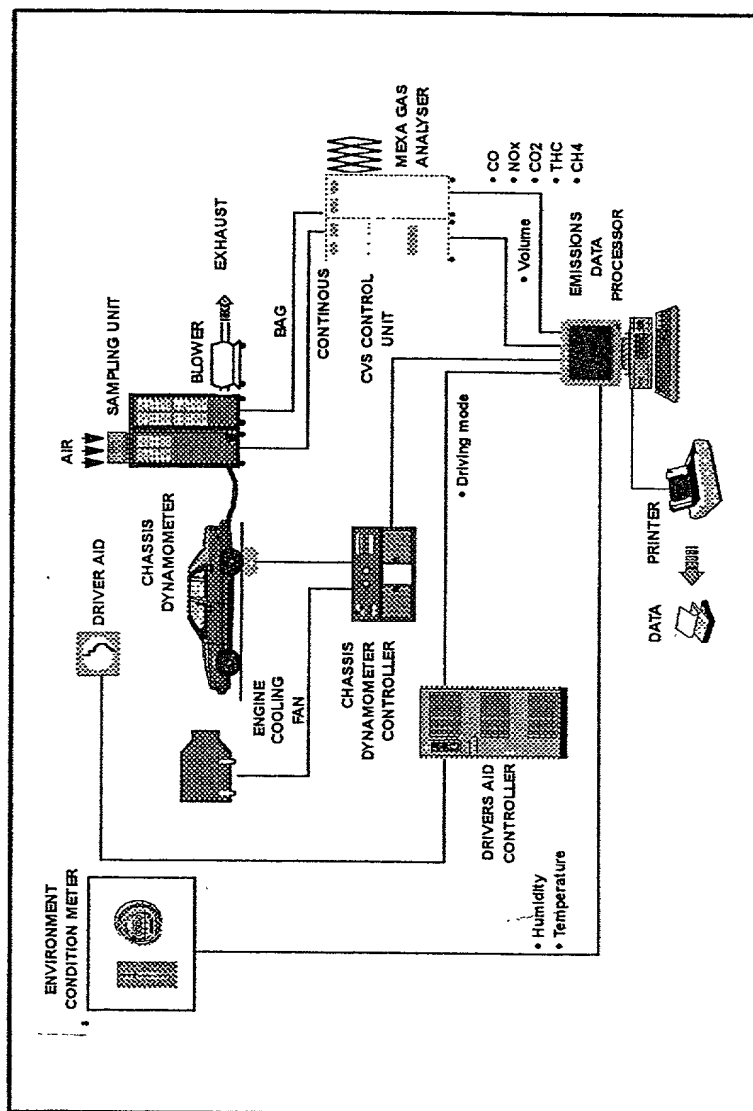 ENVIRONMENT
CONDITION METER
DRIVER AID
ENGINE
COOLING
FAN
CHASSIS
DYNAMOMETER
AIR
SAMPLING UNIT
BLOWER
EXHAUST
BAG
CONTINOUS
CVS CONTROL
UNIT
MEXA GAS
ANALYSER
CHASSIS
DYNAMOMETER
CONTROLLER
DRIVERS AID
CONTROLLER
• Humidity
• Temperature
• Driving mode
• Volume
• CO
• NOx
• CO2
• THC
• CH4
EMISSIONS
DATA
PROCESSOR
PRINTER
DATA